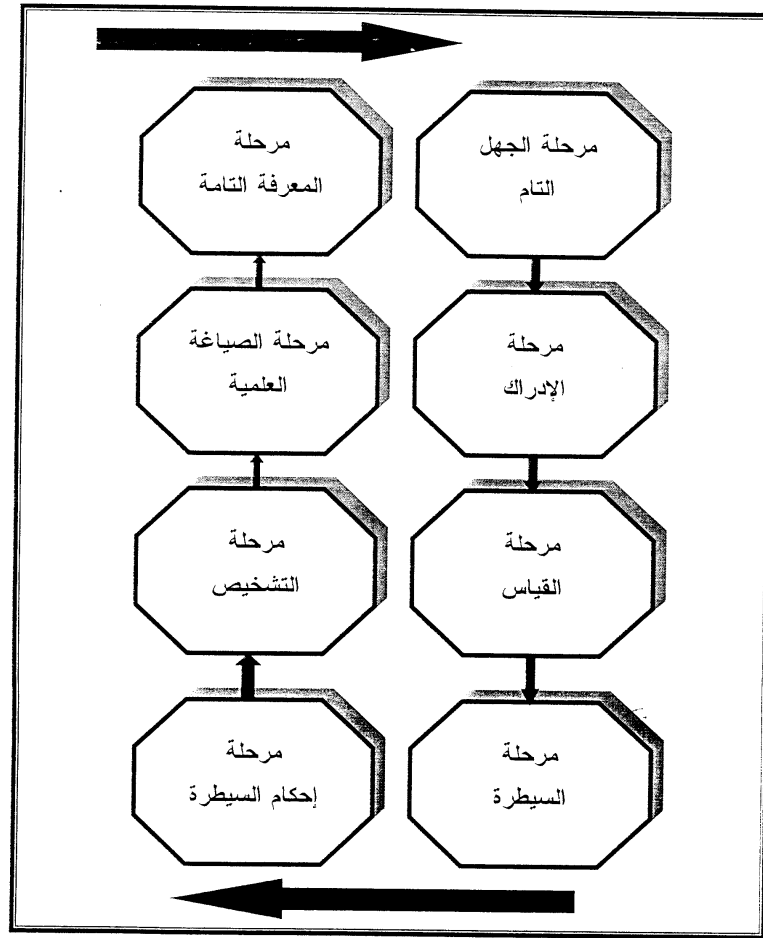 مرحلة الجهل
التام
مرحلة
الإدراك
مرحلة
القياس
مرحلة
السيطرة
مرحلة
إحكام السيطرة
مرحلة
التشخيص
مرحلة الصياغة
العلمية
مرحلة
المعرفة التامة